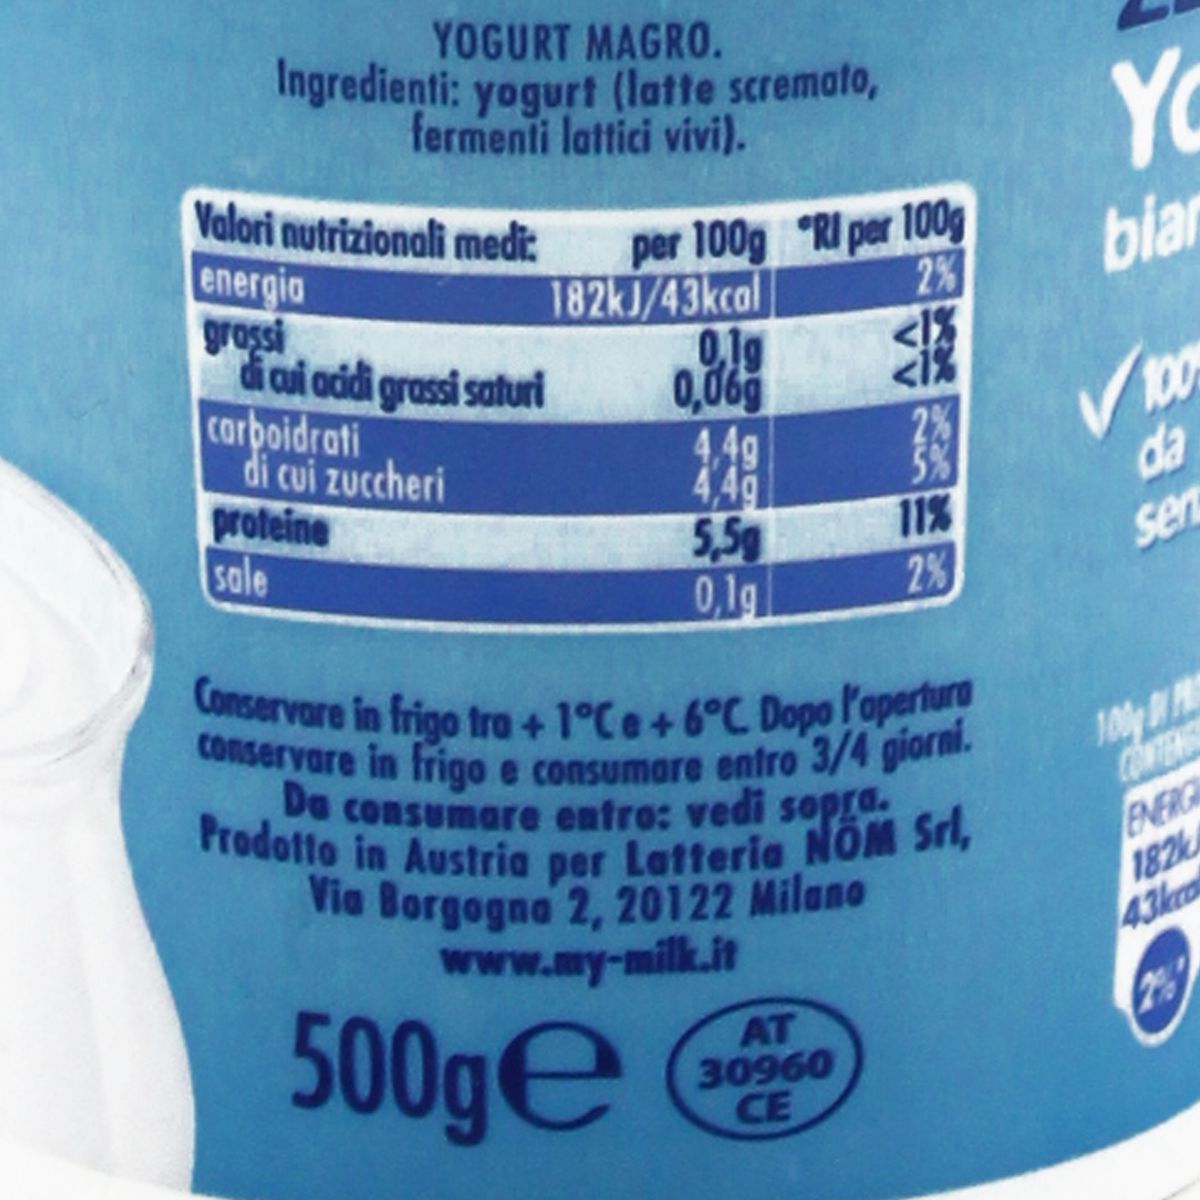 YOGURT MAGRO.
Ingredienti: yogurt (latte scremato,
fermenti lattici vivi).
Valori nutrizionali medi: per 100g *RI per 100g
energia 182kJ/43kcal 2%
grassi 0,1g <1%
di cui acidi grassi saturi 0,06g <1%
carboidrati 4,4g 2%
di cui zuccheri 4,4g 5%
proteine 5,5g 11%
sale 0,1g 2%
Conservare in frigo tra + 1°C e + 6°C. Dopo l'apertura
conservare in frigo e consumare entro 3/4 giorni.
Da consumare entro: vedi sopra.
Prodotto in Austria per Latteria NÖM Srl,
Via Borgogna 2, 20122 Milano
www.my-milk.it
500g e
AT
30960
CE
Yo
bian
100%
da
sen
100g DI
ENERG
182kJ
43kcal
2%*